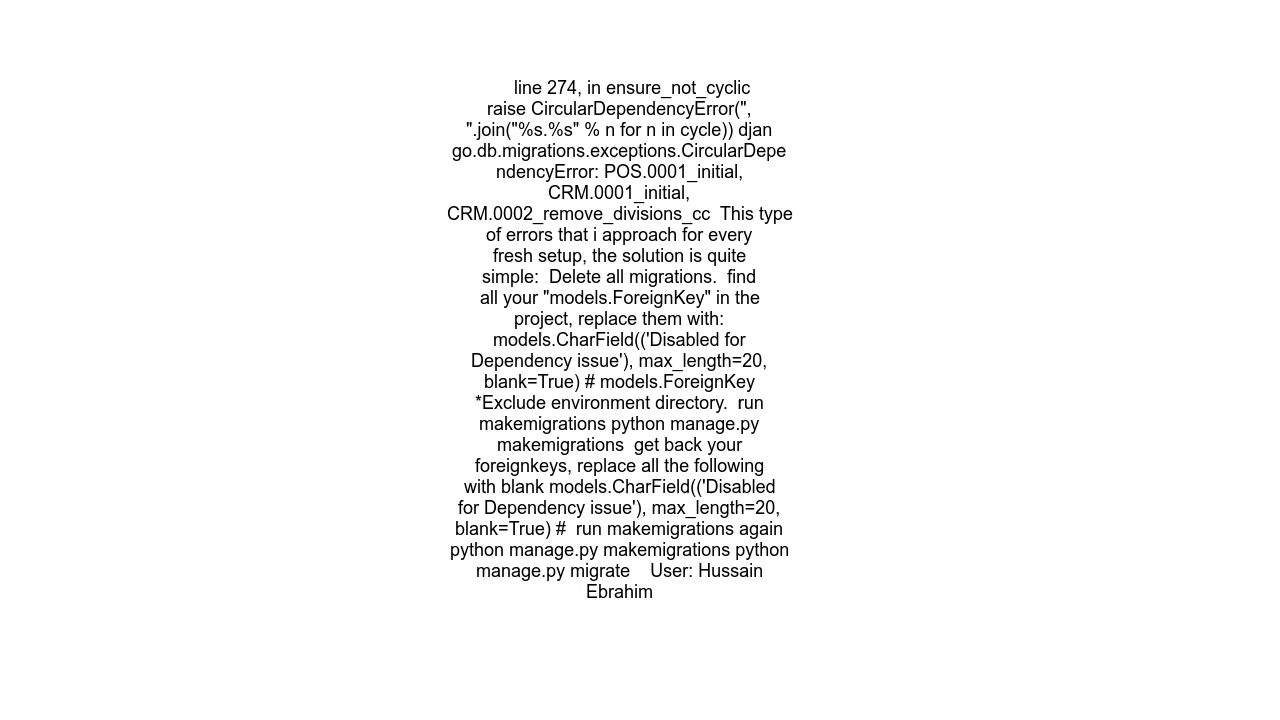 line 274, in ensure_not_cyclic
raise CircularDependencyError(",
".join("%s.%s" % n for n in cycle)) djan
go.db.migrations.exceptions.CircularDepe
ndencyError: POS.0001_initial,
CRM.0001_initial,
CRM.0002_remove_divisions_cc  This type
of errors that i approach for every
fresh setup, the solution is quite
simple:  Delete all migrations.  find
all your "models.ForeignKey" in the
project, replace them with:
models.CharField(('Disabled for
Dependency issue'), max_length=20,
blank=True) # models.ForeignKey
*Exclude environment directory.  run
makemigrations python manage.py
makemigrations  get back your
foreignkeys, replace all the following
with blank models.CharField(('Disabled
for Dependency issue'), max_length=20,
blank=True) #  run makemigrations again
python manage.py makemigrations python
manage.py migrate    User: Hussain
Ebrahim